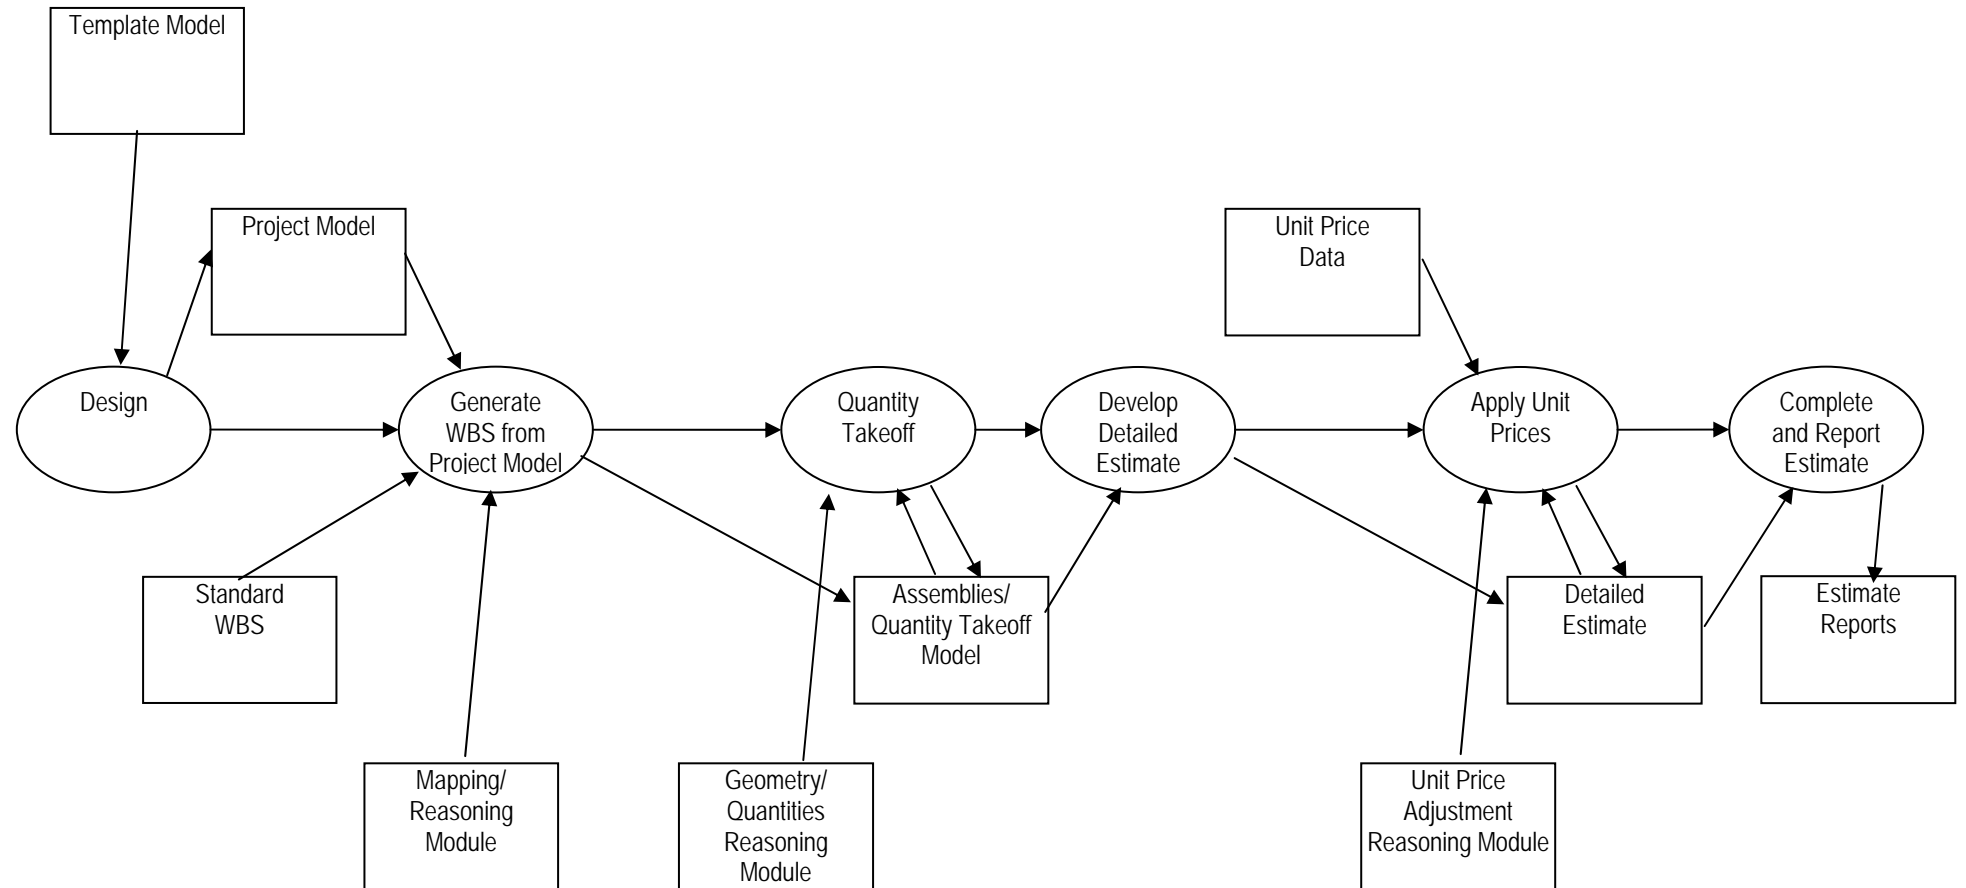 Template Model
Project Model
Unit Price
Data
Design
Generate
WBS from
Project Model
Quantity
Takeoff
Develop
Detailed
Estimate
Apply Unit
Prices
Complete
and Report
Estimate
Standard
WBS
Assemblies/
Quantity Takeoff
Model
Detailed
Estimate
Estimate
Reports
Mapping/
Reasoning
Module
Geometry/
Quantities
Reasoning
Module
Unit Price
Adjustment
Reasoning Module